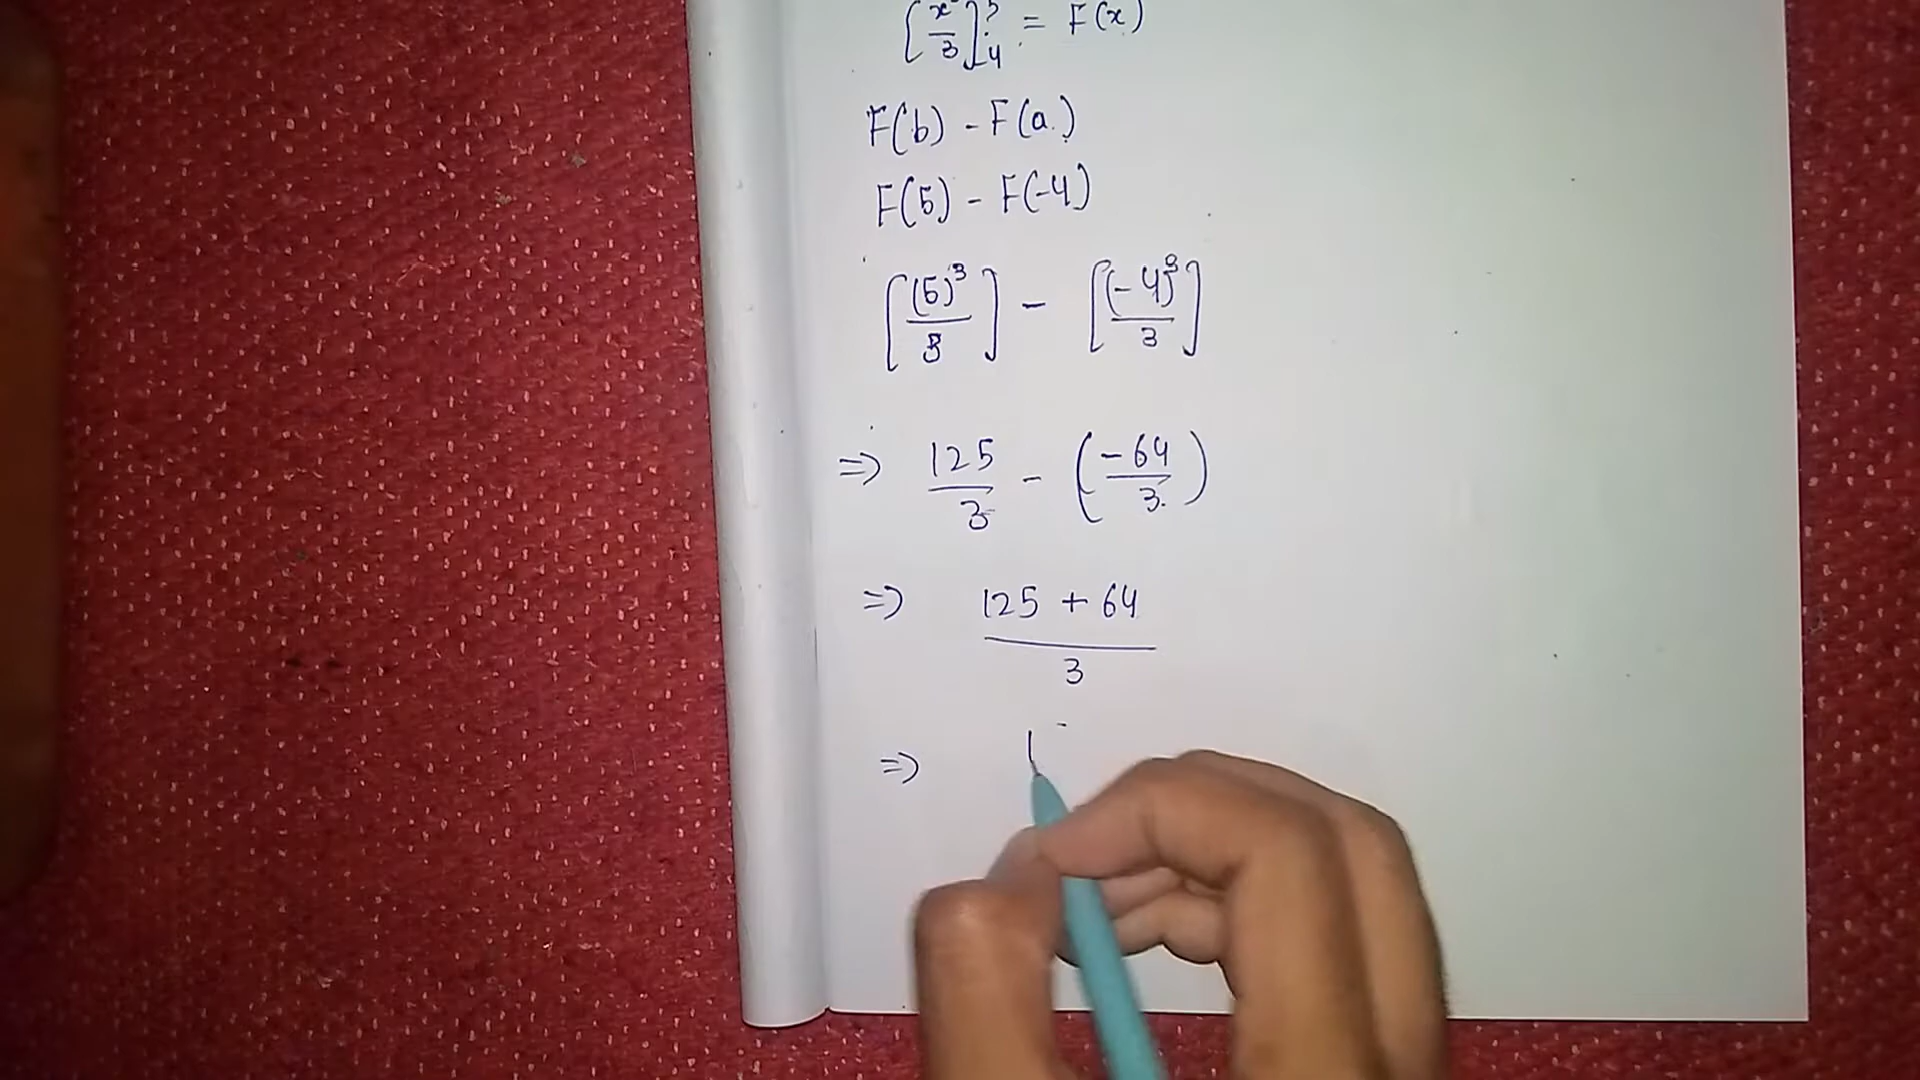 [x³/3]⁵₋₄ = F(x)
F(b) - F(a)
F(5) - F(-4)
[(5)³/3] - [(-4)³/3]
⇒ 125/3 - (-64/3)
⇒ 125 + 64/3
⇒ 1